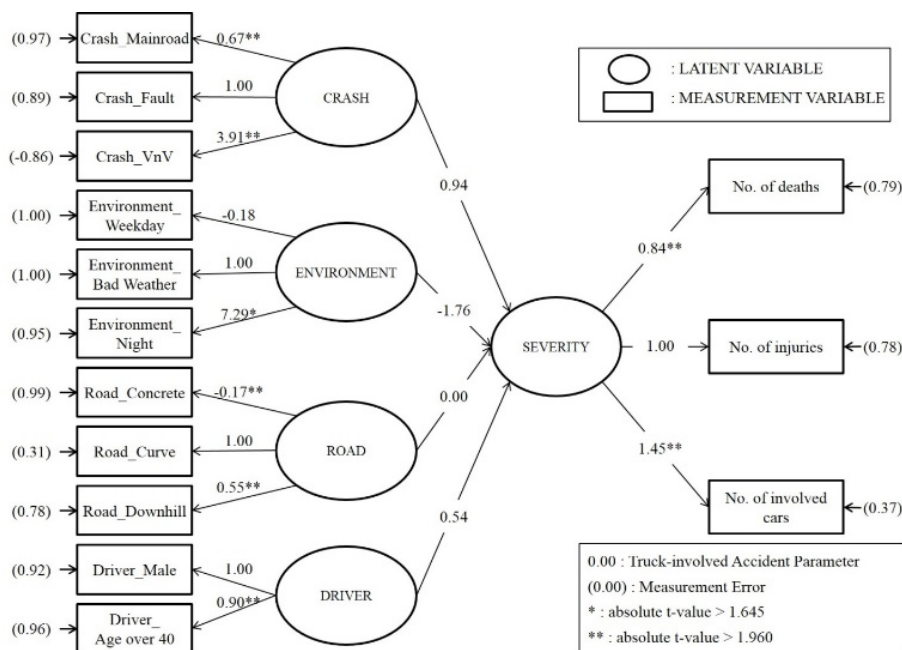 (0.97)
Crash_Mainroad
0.67**
(0.89)
Crash_Fault
1.00
CRASH
(-0.86)
Crash_VnV
3.91**
(1.00)
Environment_
Weekday
-0.18
(1.00)
Environment_
Bad Weather
1.00
ENVIRONMENT
(0.95)
Environment_
Night
7.29*
(0.99)
Road_Concrete
-0.17**
(0.31)
Road_Curve
1.00
ROAD
(0.78)
Road_Downhill
0.55**
(0.92)
Driver_Male
1.00
DRIVER
(0.96)
Driver_
Age over 40
0.90**
0.94
-1.76
0.00
0.54
SEVERITY
0.84**
1.00
1.45**
No. of deaths
(0.79)
No. of injuries
(0.78)
No. of involved
cars
(0.37)
: LATENT VARIABLE
: MEASUREMENT VARIABLE
0.00 : Truck-involved Accident Parameter
(0.00) : Measurement Error
* : absolute t-value > 1.645
** : absolute t-value > 1.960